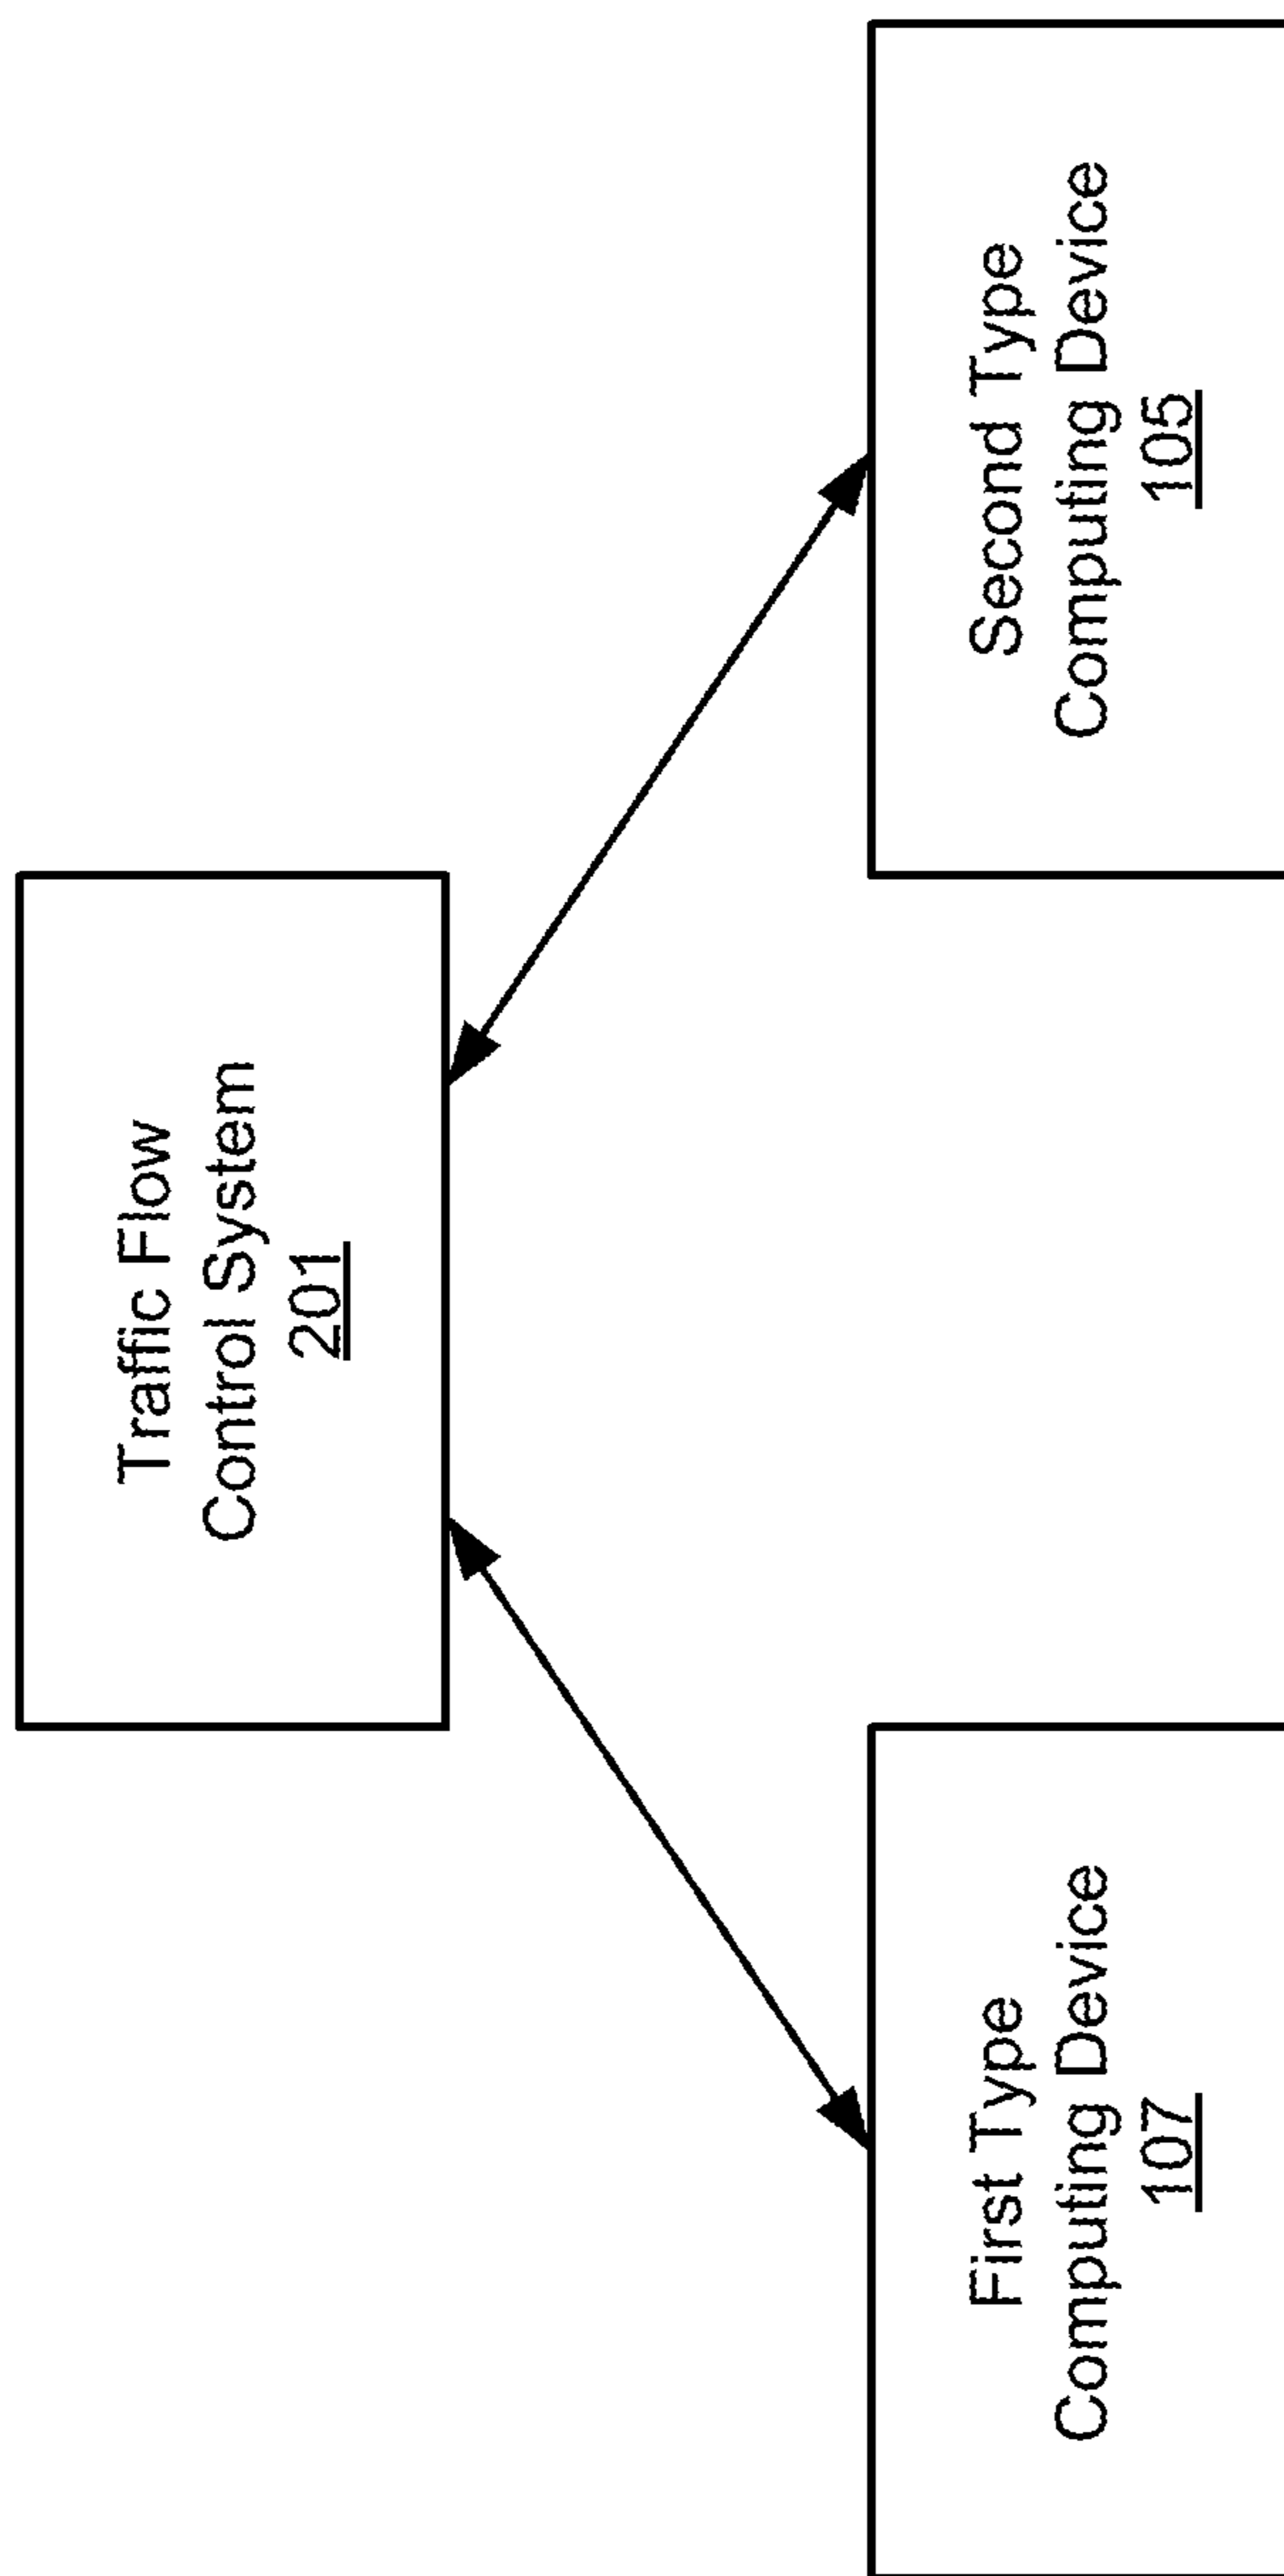 Traffic Flow
Control System
201
First Type
Computing Device
107
Second Type
Computing Device
105